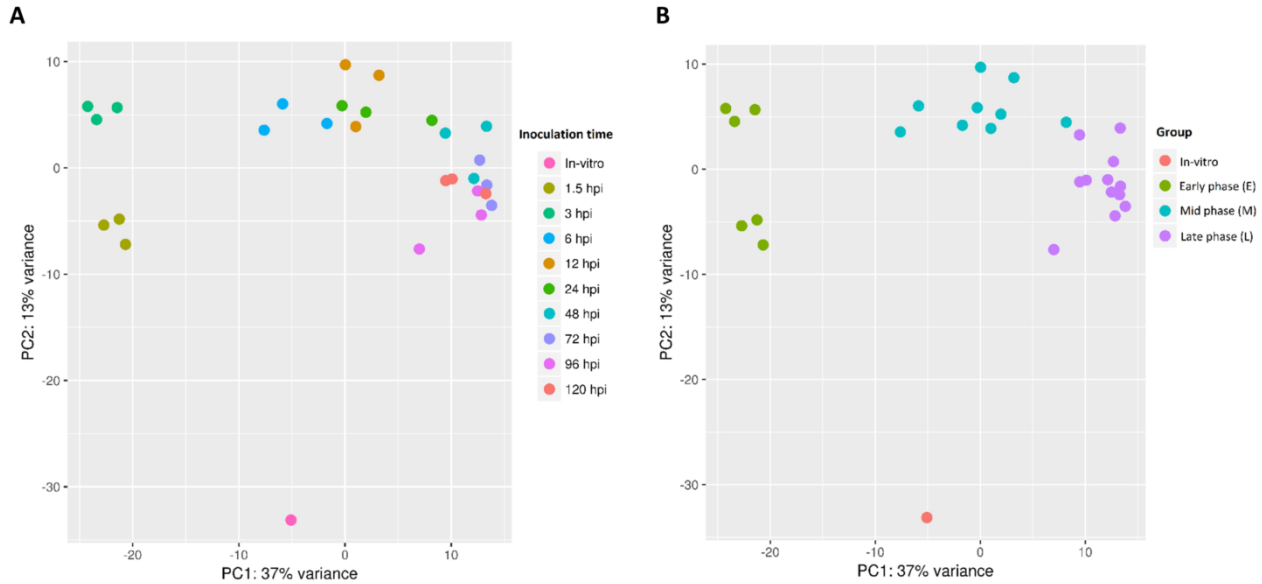 A
10
0
-10
-20
-30
PC2: 13% variance
-20
-10
0
10
PC1: 37% variance
Inoculation time
In-vitro
1.5 hpi
3 hpi
6 hpi
12 hpi
24 hpi
48 hpi
72 hpi
96 hpi
120 hpi
B
10
0
-10
-20
-30
PC2: 13% variance
-20
-10
0
10
PC1: 37% variance
Group
In-vitro
Early phase (E)
Mid phase (M)
Late phase (L)